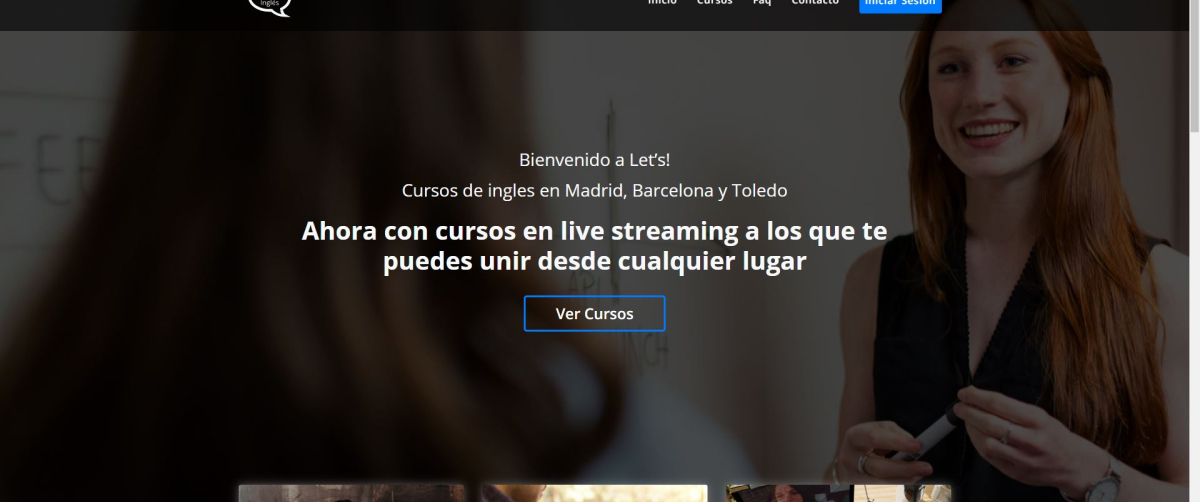 inglés
Inicio Cursos Faq Contacto Iniciar Sesión
Bienvenido a Let's!
Cursos de ingles en Madrid, Barcelona y Toledo
Ahora con cursos en live streaming a los que te
puedes unir desde cualquier lugar
Ver Cursos